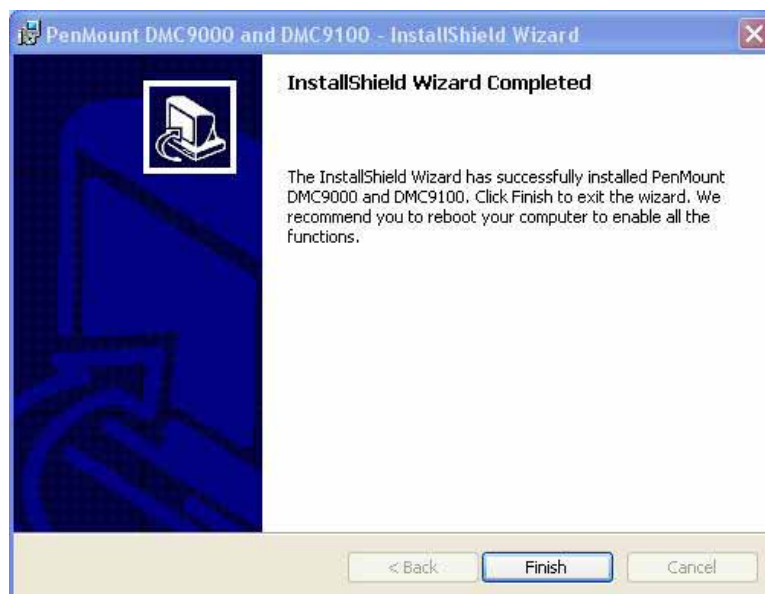 PenMount DMC9000 and DMC9100 - InstallShield Wizard
InstallShield Wizard Completed
The InstallShield Wizard has successfully installed PenMount
DMC9000 and DMC9100. Click Finish to exit the wizard. We
recommend you to reboot your computer to enable all the
functions.
< Back Finish Cancel